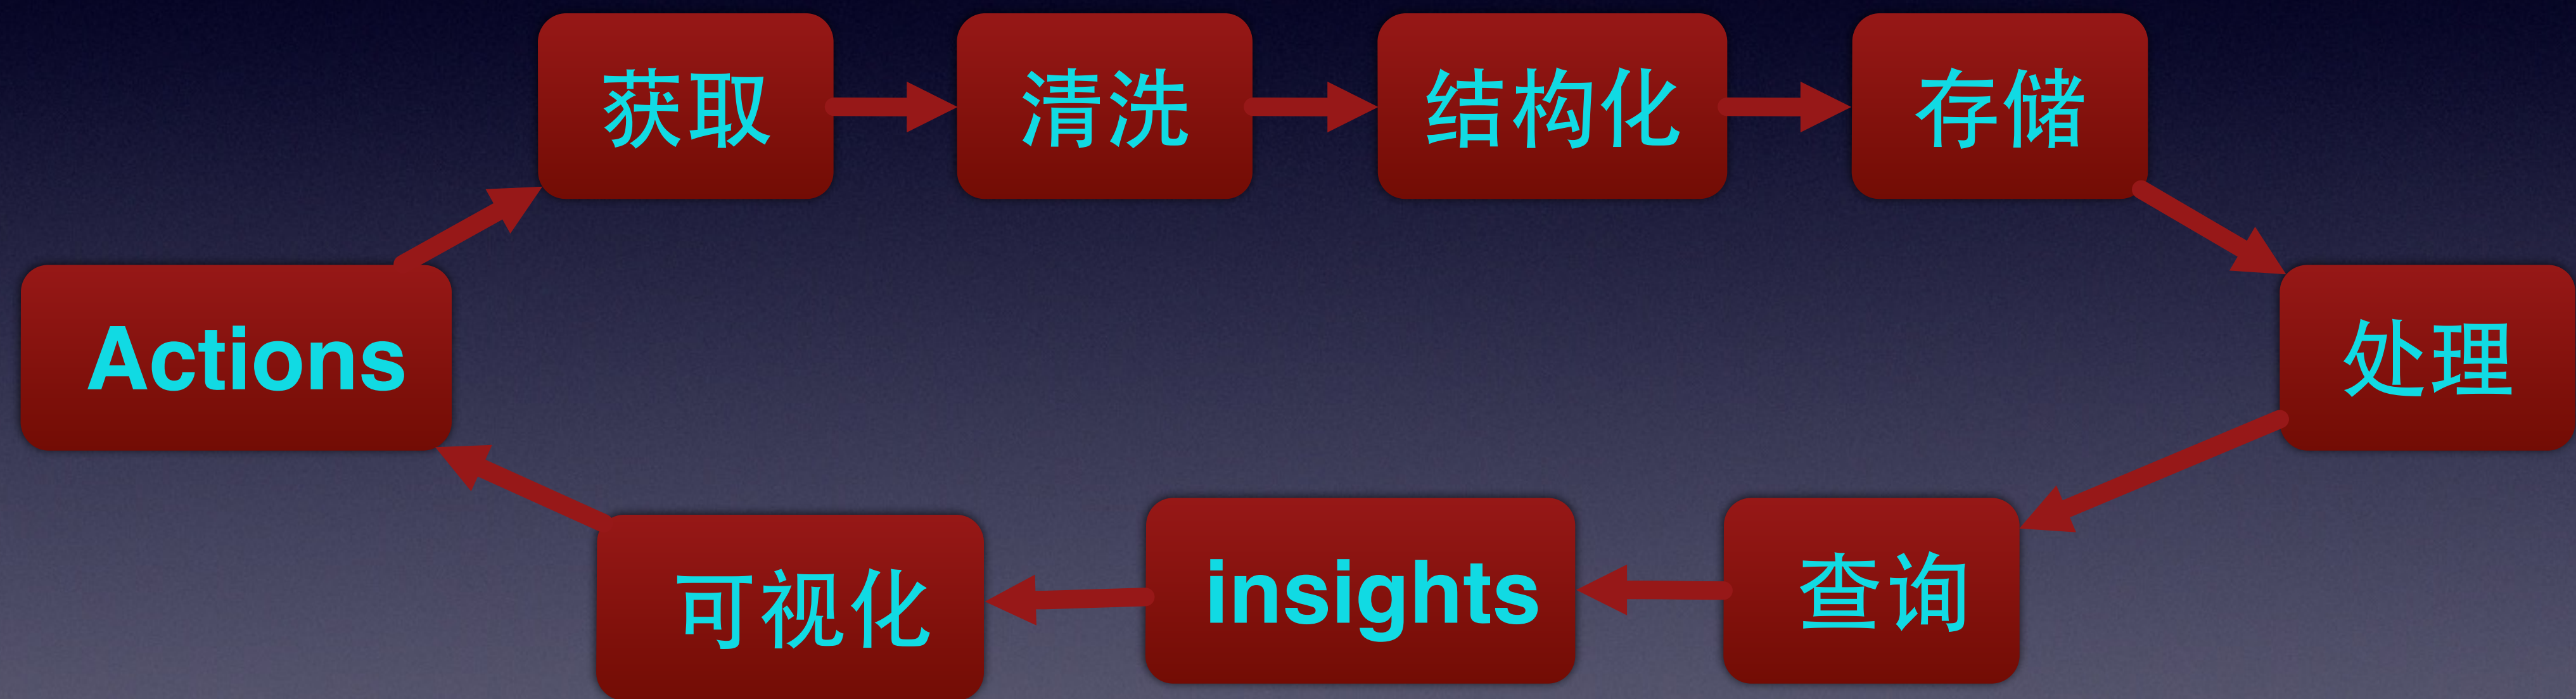 获取
清洗
结构化
存储
处理
查询
insights
可视化
Actions